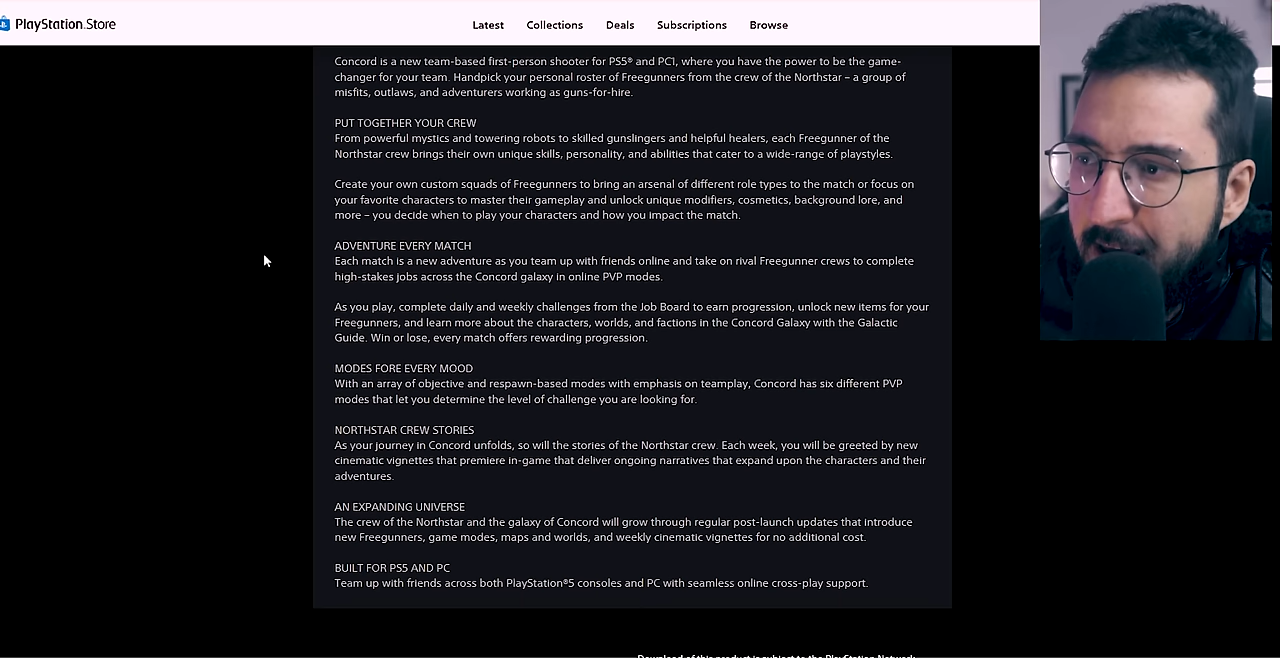 PlayStation.Store
Latest
Collections
Deals
Subscriptions
Browse
Concord is a new team-based first-person shooter for PS5® and PC1, where you have the power to be the game-
changer for your team. Handpick your personal roster of Freegunners from the crew of the Northstar – a group of
misfits, outlaws, and adventurers working as guns-for-hire.
PUT TOGETHER YOUR CREW
From powerful mystics and towering robots to skilled gunslingers and helpful healers, each Freegunner of the
Northstar crew brings their own unique skills, personality, and abilities that cater to a wide-range of playstyles.
Create your own custom squads of Freegunners to bring an arsenal of different role types to the match or focus on
your favorite characters to master their gameplay and unlock unique modifiers, cosmetics, background lore, and
more – you decide when to play your characters and how you impact the match.
ADVENTURE EVERY MATCH
Each match is a new adventure as you team up with friends online and take on rival Freegunner crews to complete
high-stakes jobs across the Concord galaxy in online PVP modes.
As you play, complete daily and weekly challenges from the Job Board to earn progression, unlock new items for your
Freegunners, and learn more about the characters, worlds, and factions in the Concord Galaxy with the Galactic
Guide. Win or lose, every match offers rewarding progression.
MODES FORE EVERY MOOD
With an array of objective and respawn-based modes with emphasis on teamplay, Concord has six different PVP
modes that let you determine the level of challenge you are looking for.
NORTHSTAR CREW STORIES
As your journey in Concord unfolds, so will the stories of the Northstar crew. Each week, you will be greeted by new
cinematic vignettes that premiere in-game that deliver ongoing narratives that expand upon the characters and their
adventures.
AN EXPANDING UNIVERSE
The crew of the Northstar and the galaxy of Concord will grow through regular post-launch updates that introduce
new Freegunners, game modes, maps and worlds, and weekly cinematic vignettes for no additional cost.
BUILT FOR PS5 AND PC
Team up with friends across both PlayStation®5 consoles and PC with seamless online cross-play support.
Download of this product is subject to the PlayStation Network